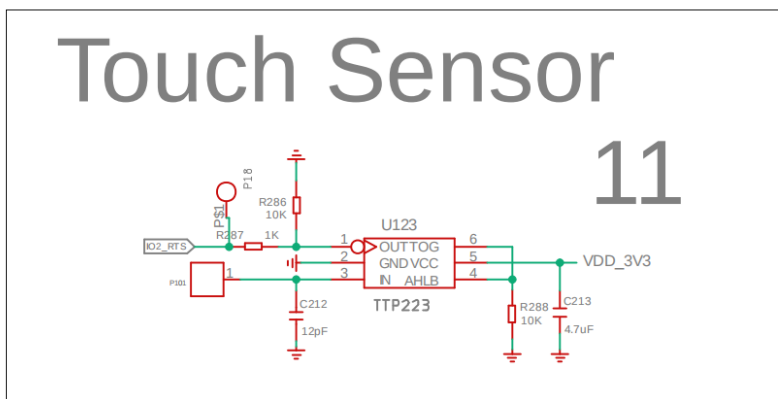 Touch Sensor
11
P18
PS1
R286
10K
U123
R287
1K
IO2_RTS
1
OUT
TOG
6
2
GND
VCC
5
VDD_3V3
P101
1
3
IN
AHLB
4
C212
12pF
TTP223
R288
10K
C213
4.7uF